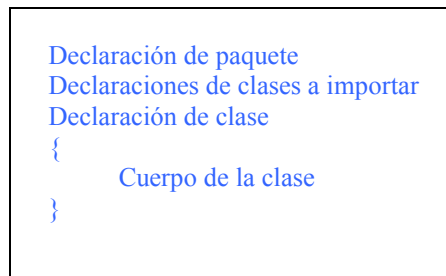 Declaración de paquete
Declaraciones de clases a importar
Declaración de clase
{
Cuerpo de la clase
}